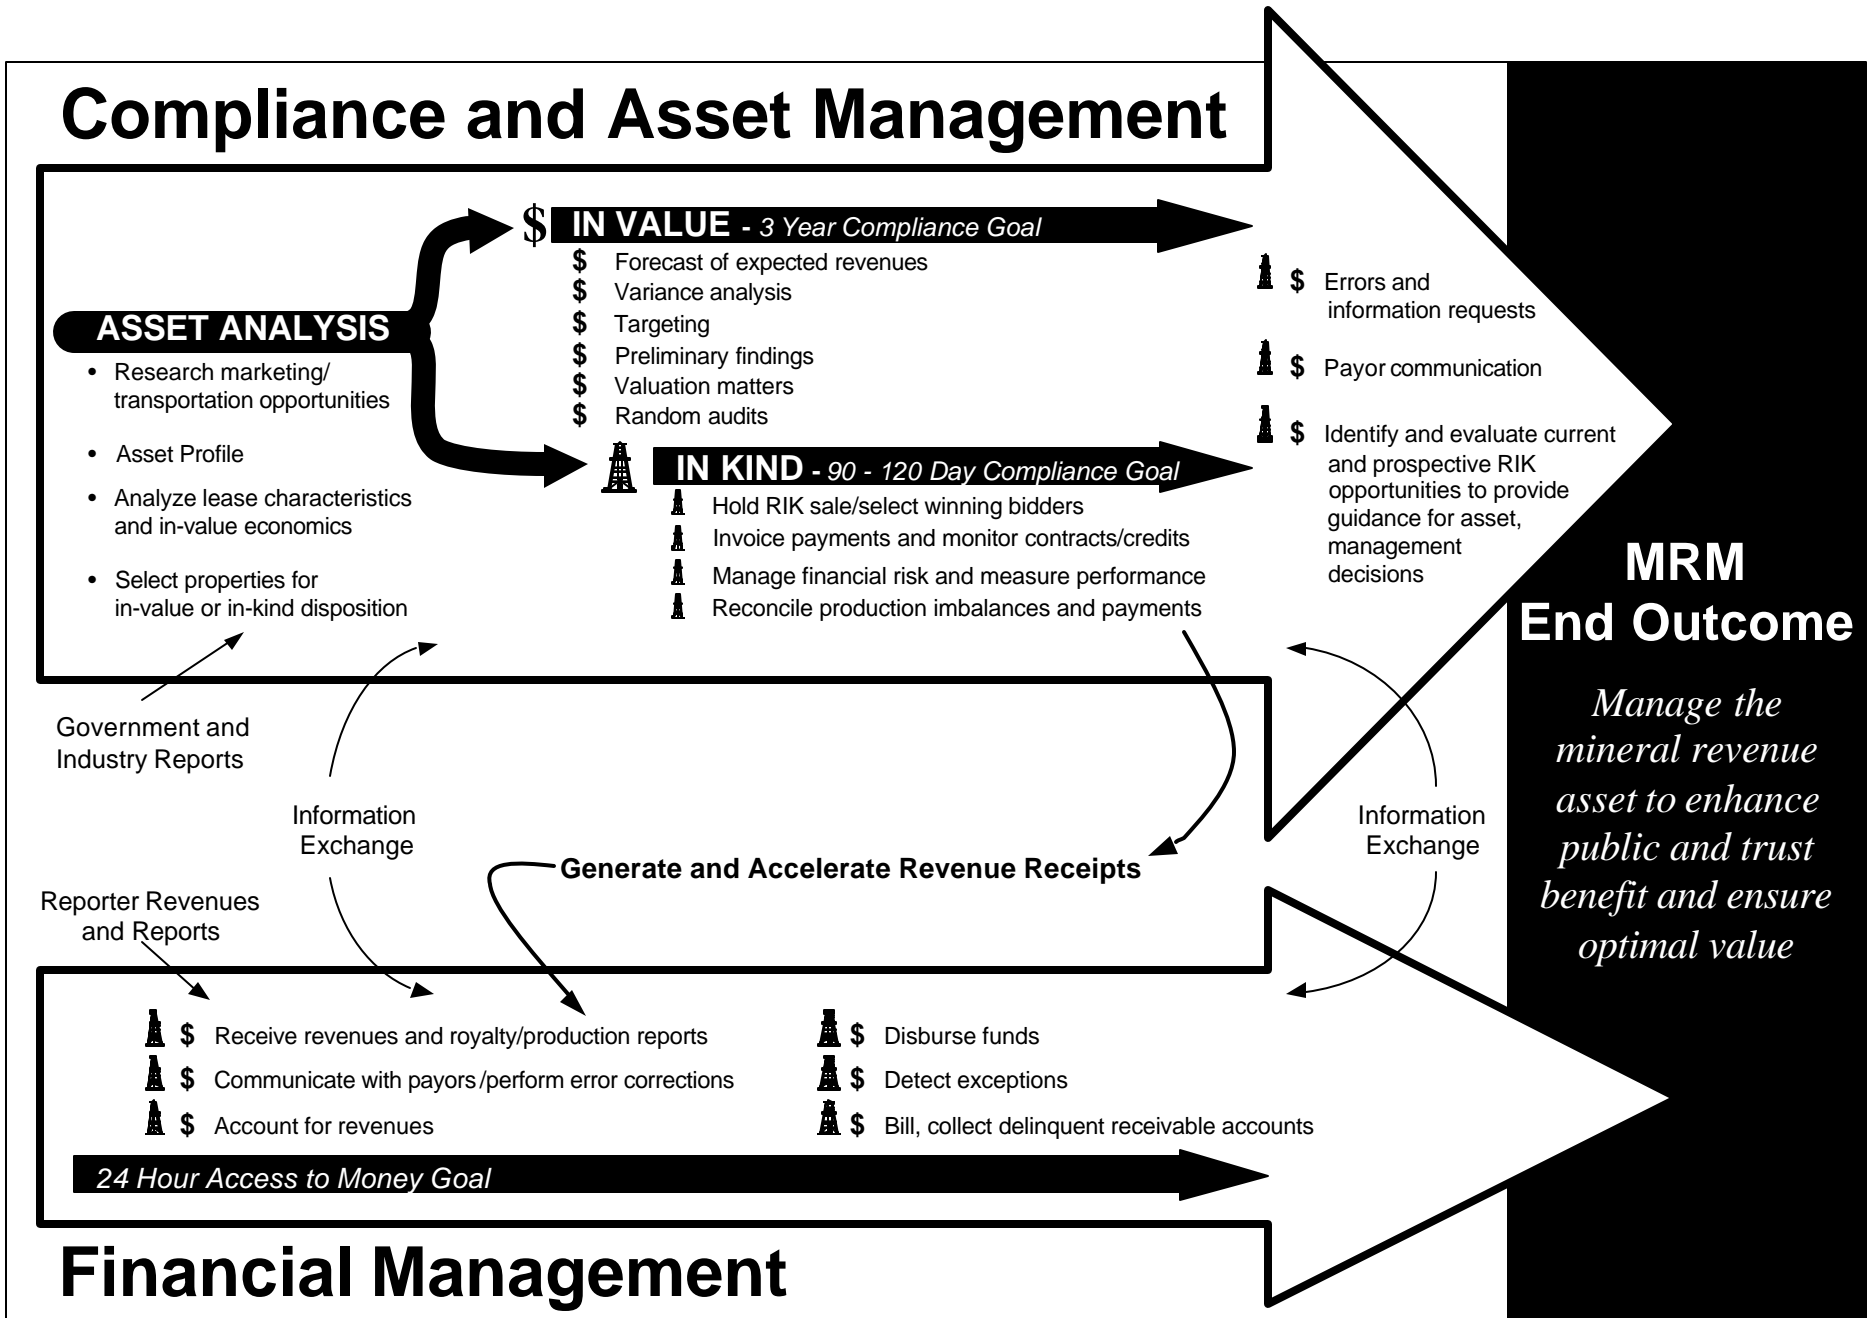 Compliance and Asset Management
$ IN VALUE - 3 Year Compliance Goal
$ Forecast of expected revenues
$ Variance analysis
$ Targeting
$ Preliminary findings
$ Valuation matters
$ Random audits
ASSET ANALYSIS
• Research marketing/
transportation opportunities
• Asset Profile
• Analyze lease characteristics
and in-value economics
• Select properties for
in-value or in-kind disposition
IN KIND - 90 - 120 Day Compliance Goal
Hold RIK sale/select winning bidders
Invoice payments and monitor contracts/credits
Manage financial risk and measure performance
Reconcile production imbalances and payments
$ Errors and
information requests
$ Payor communication
$ Identify and evaluate current
and prospective RIK
opportunities to provide
guidance for asset,
management
decisions
Government and
Industry Reports
Information
Exchange
Generate and Accelerate Revenue Receipts
Information
Exchange
Reporter Revenues
and Reports
$ Receive revenues and royalty/production reports
$ Communicate with payors/perform error corrections
$ Account for revenues
$ Disburse funds
$ Detect exceptions
$ Bill, collect delinquent receivable accounts
24 Hour Access to Money Goal
Financial Management
MRM
End Outcome
Manage the
mineral revenue
asset to enhance
public and trust
benefit and ensure
optimal value